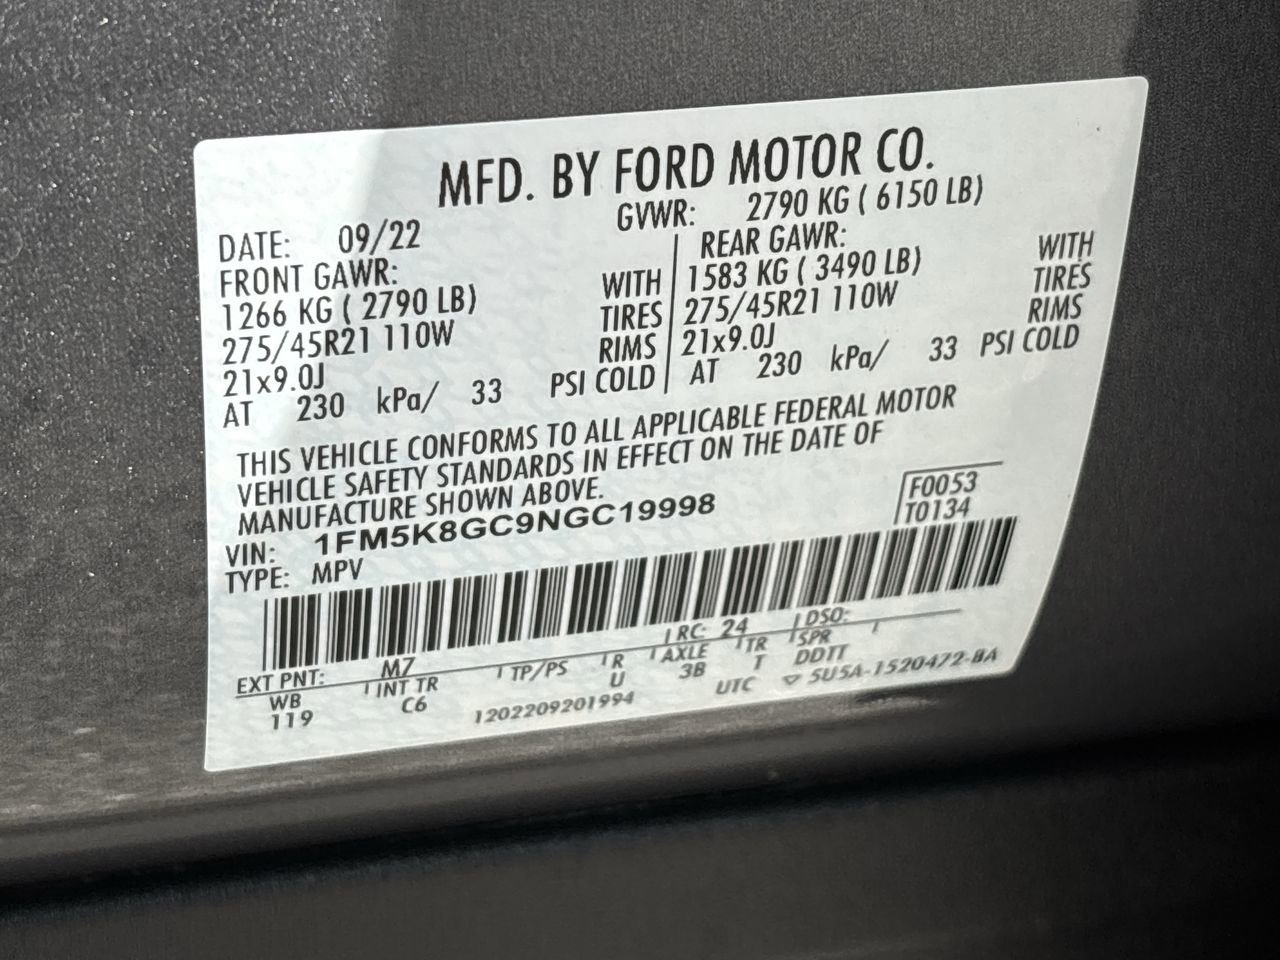 MFD. BY FORD MOTOR CO.
DATE: 09/22 GVWR: 2790 KG ( 6150 LB)
FRONT GAWR: REAR GAWR:
1266 KG ( 2790 LB) WITH 1583 KG ( 3490 LB) WITH
275/45R21 110W TIRES 275/45R21 110W TIRES
21x9.0J RIMS 21x9.0J RIMS
AT 230 kPa/ 33 PSI COLD AT 230 kPa/ 33 PSI COLD
THIS VEHICLE CONFORMS TO ALL APPLICABLE FEDERAL MOTOR
VEHICLE SAFETY STANDARDS IN EFFECT ON THE DATE OF
MANUFACTURE SHOWN ABOVE.
VIN: 1FM5K8GC9NGC19998 F0053
TYPE: MPV T0134
EXT PNT: M7 RC: 24 DSO:
WB INT TR TP/PS R AXLE TR SPR
119 C6 U 3B T DDTT
1202209201994 UTC ▽ 5U5A-1520472-BA